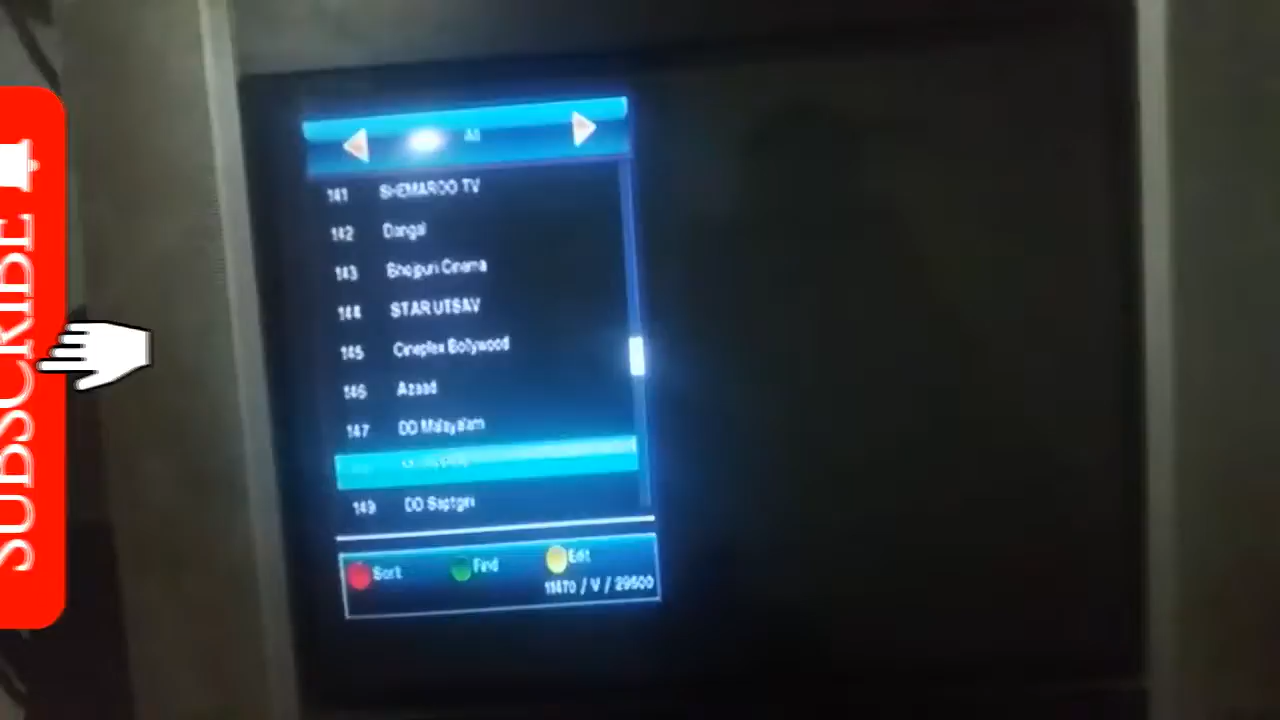 SUBSCRIBE
All
141 SHEMAROO TV
142 Dangal
143 Bhojpuri Cinema
144 STAR UTSAV
145 Cineplex Bollywood
146 Azaad
147 DD Malayalam
149 DD Saptgiri
Sort Find Edit
11470 / V / 29500